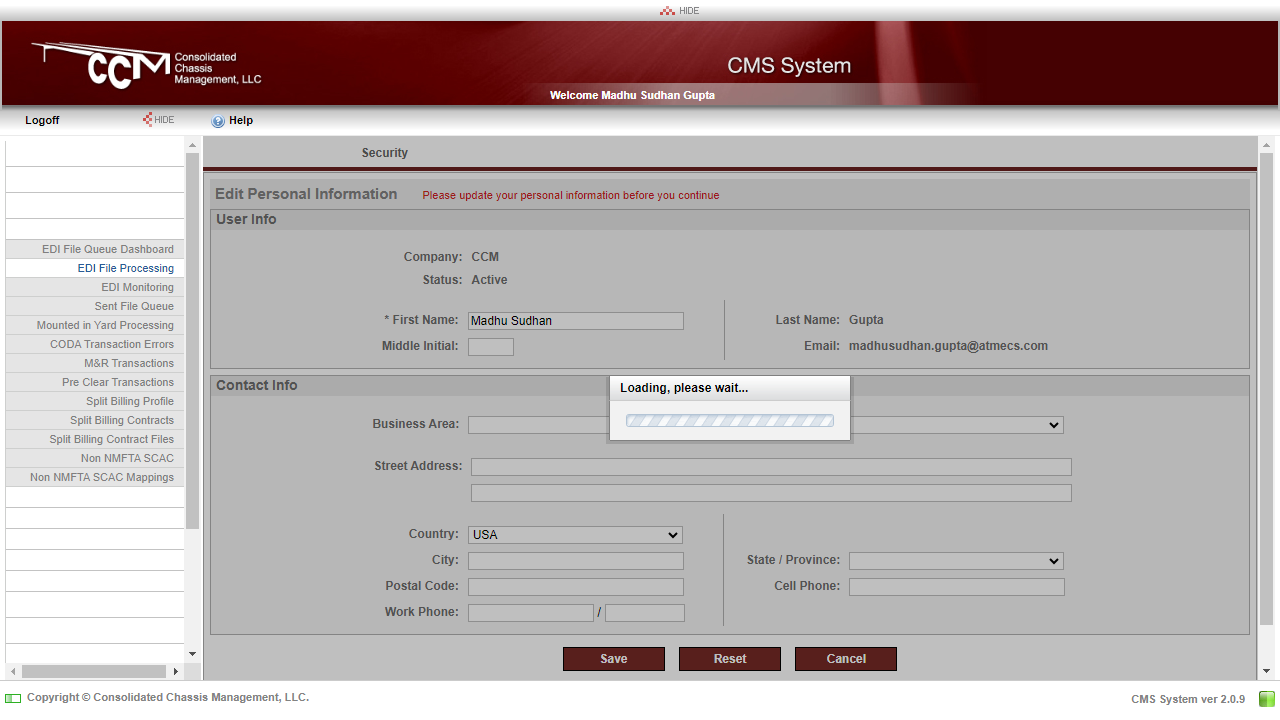 HIDE
CCM Consolidated
Chassis
Management, LLC
CMS System
Welcome Madhu Sudhan Gupta
Logoff HIDE Help
Security
Edit Personal Information Please update your personal information before you continue
User Info
EDI File Queue Dashboard
EDI File Processing
EDI Monitoring
Sent File Queue
Mounted in Yard Processing
CODA Transaction Errors
M&R Transactions
Pre Clear Transactions
Split Billing Profile
Split Billing Contracts
Split Billing Contract Files
Non NMFTA SCAC
Non NMFTA SCAC Mappings
Company: CCM
Status: Active
* First Name: Madhu Sudhan Last Name: Gupta
Middle Initial: Email: madhusudhan.gupta@atmecs.com
Contact Info
Loading, please wait...
Business Area:
Street Address:
Country: USA
City: State / Province:
Postal Code: Cell Phone:
Work Phone: /
Save Reset Cancel
Copyright © Consolidated Chassis Management, LLC. CMS System ver 2.0.9